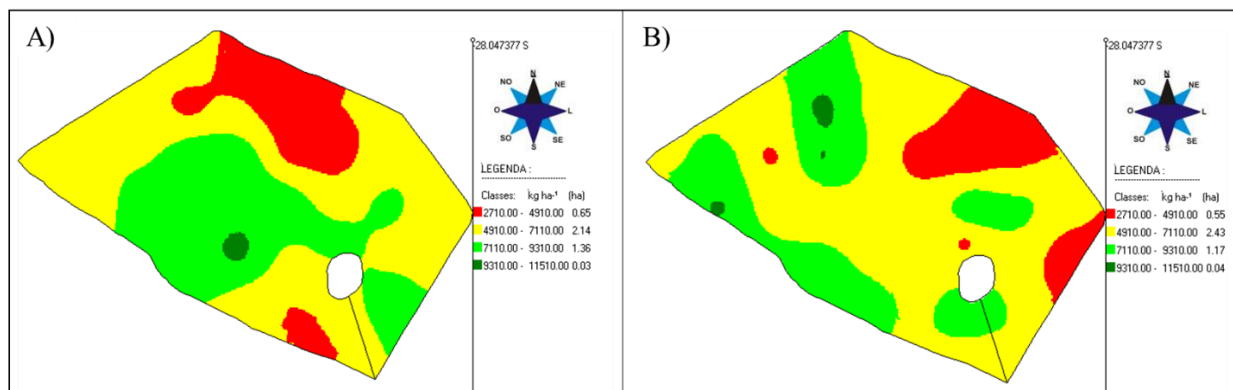 A)
28.047377 S
N
NO
NE
O
L
SO
SE
S
LEGENDA :
Classes: kg ha⁻¹ (ha)
2710.00 - 4910.00 0.65
4910.00 - 7110.00 2.14
7110.00 - 9310.00 1.36
9310.00 - 11510.00 0.03
B)
28.047377 S
N
NO
NE
O
L
SO
SE
S
LEGENDA :
Classes: kg ha⁻¹ (ha)
2710.00 - 4910.00 0.55
4910.00 - 7110.00 2.43
7110.00 - 9310.00 1.17
9310.00 - 11510.00 0.04